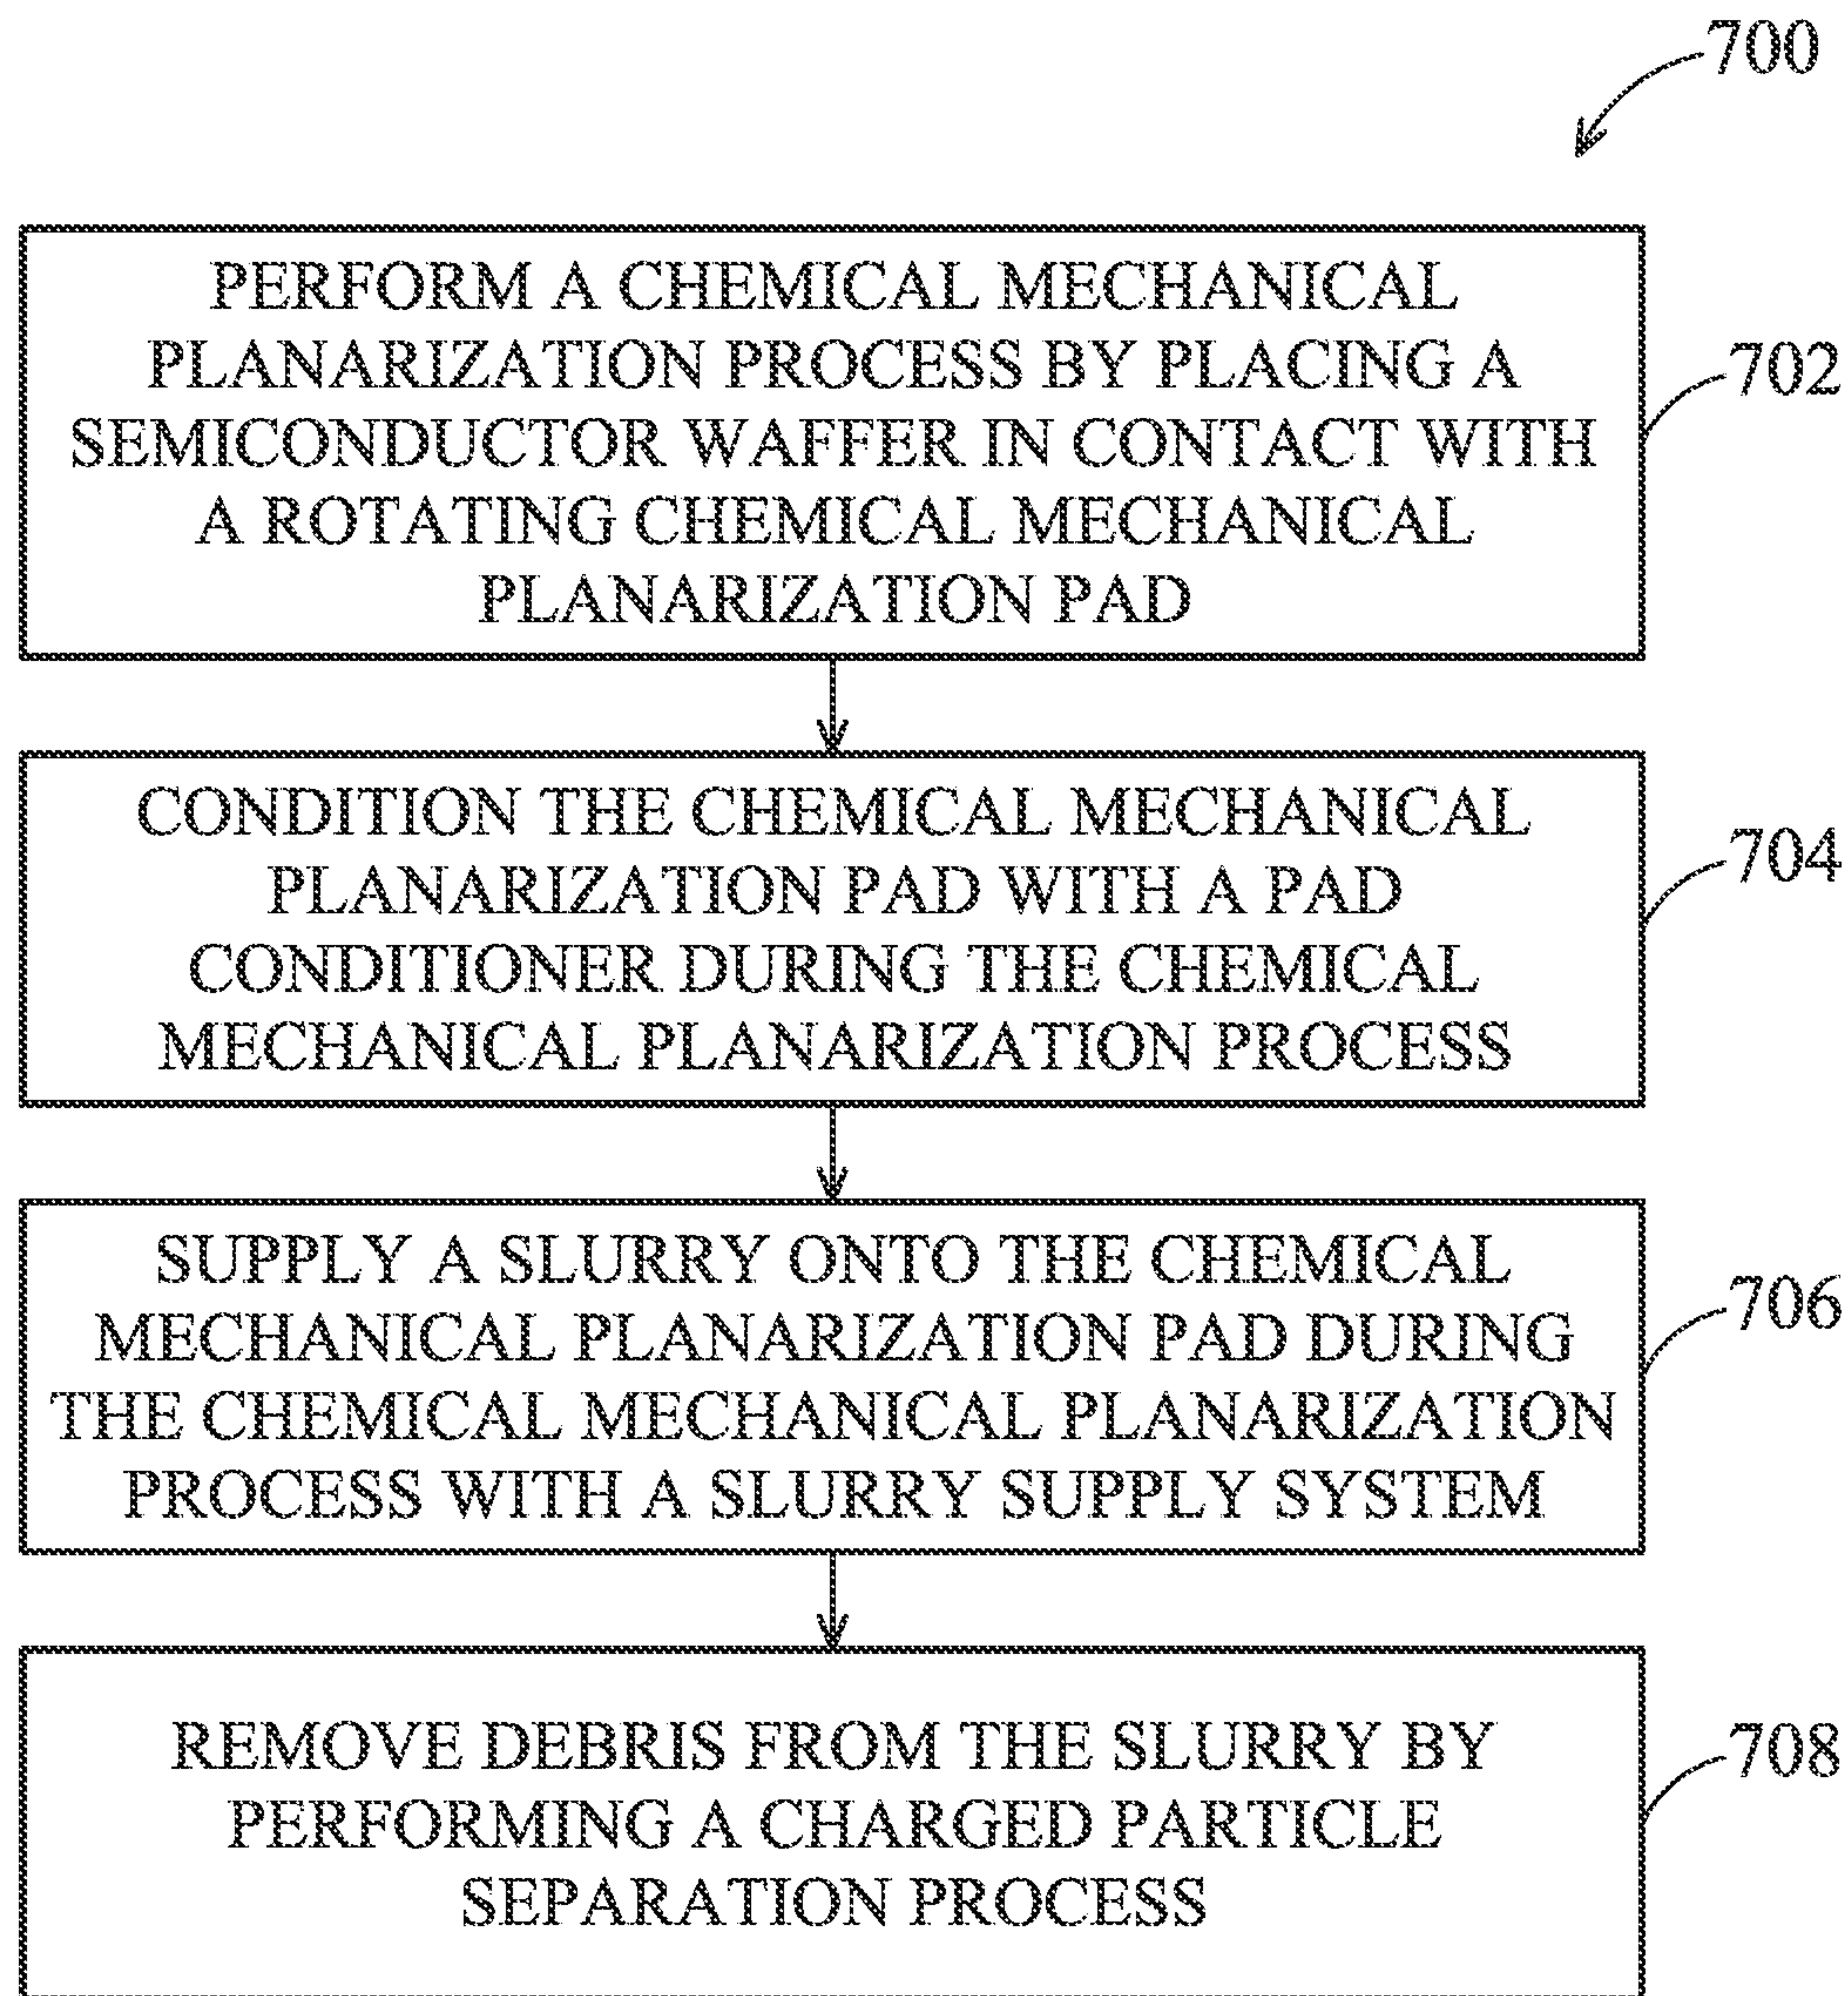 700
PERFORM A CHEMICAL MECHANICAL
PLANARIZATION PROCESS BY PLACING A
SEMICONDUCTOR WAFFER IN CONTACT WITH
A ROTATING CHEMICAL MECHANICAL
PLANARIZATION PAD
702
CONDITION THE CHEMICAL MECHANICAL
PLANARIZATION PAD WITH A PAD
CONDITIONER DURING THE CHEMICAL
MECHANICAL PLANARIZATION PROCESS
704
SUPPLY A SLURRY ONTO THE CHEMICAL
MECHANICAL PLANARIZATION PAD DURING
THE CHEMICAL MECHANICAL PLANARIZATION
PROCESS WITH A SLURRY SUPPLY SYSTEM
706
REMOVE DEBRIS FROM THE SLURRY BY
PERFORMING A CHARGED PARTICLE
SEPARATION PROCESS
708